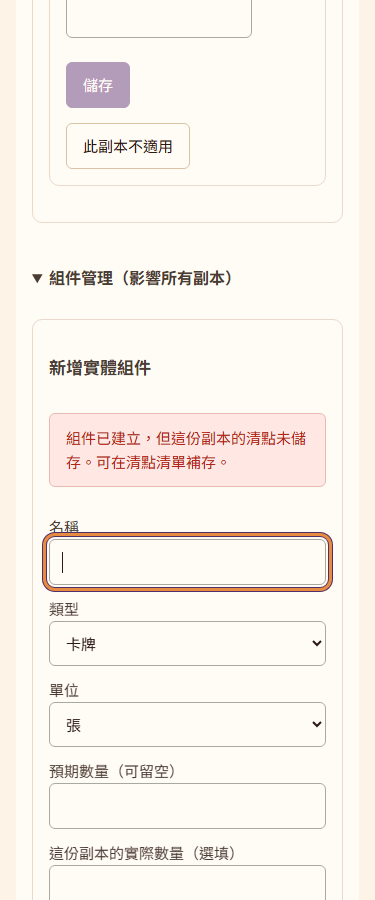 儲存
此副本不適用
▼ 組件管理（影響所有副本）
新增實體組件
組件已建立，但這份副本的清點未儲
存。可在清點清單補存。
名稱
類型
卡牌
單位
張
預期數量（可留空）
這份副本的實際數量（選填）